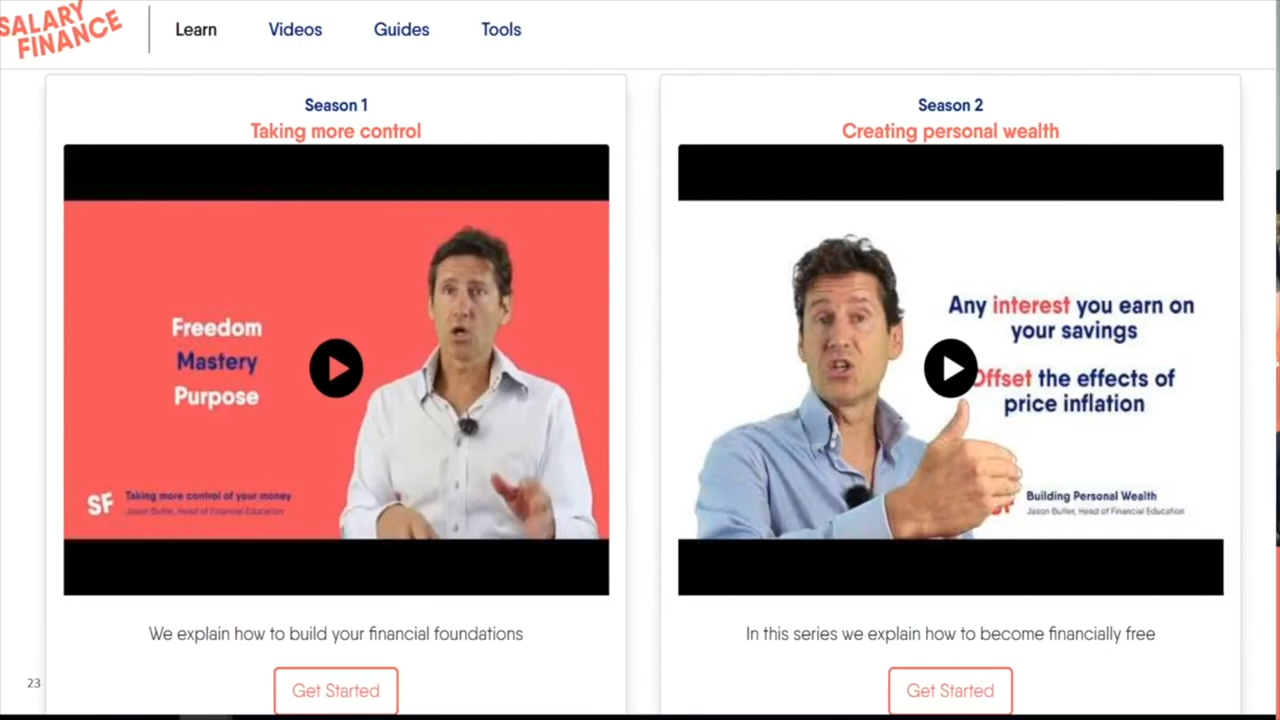 SALARY
FINANCE
Learn
Videos
Guides
Tools
Season 1
Taking more control
Freedom
Mastery
Purpose
SF
Taking more control of your money
Jason Butler, Head of Financial Education
We explain how to build your financial foundations
Get Started
Season 2
Creating personal wealth
Any interest you earn on
your savings
Offset the effects of
price inflation
SF
Building Personal Wealth
Jason Butler, Head of Financial Education
In this series we explain how to become financially free
Get Started
23